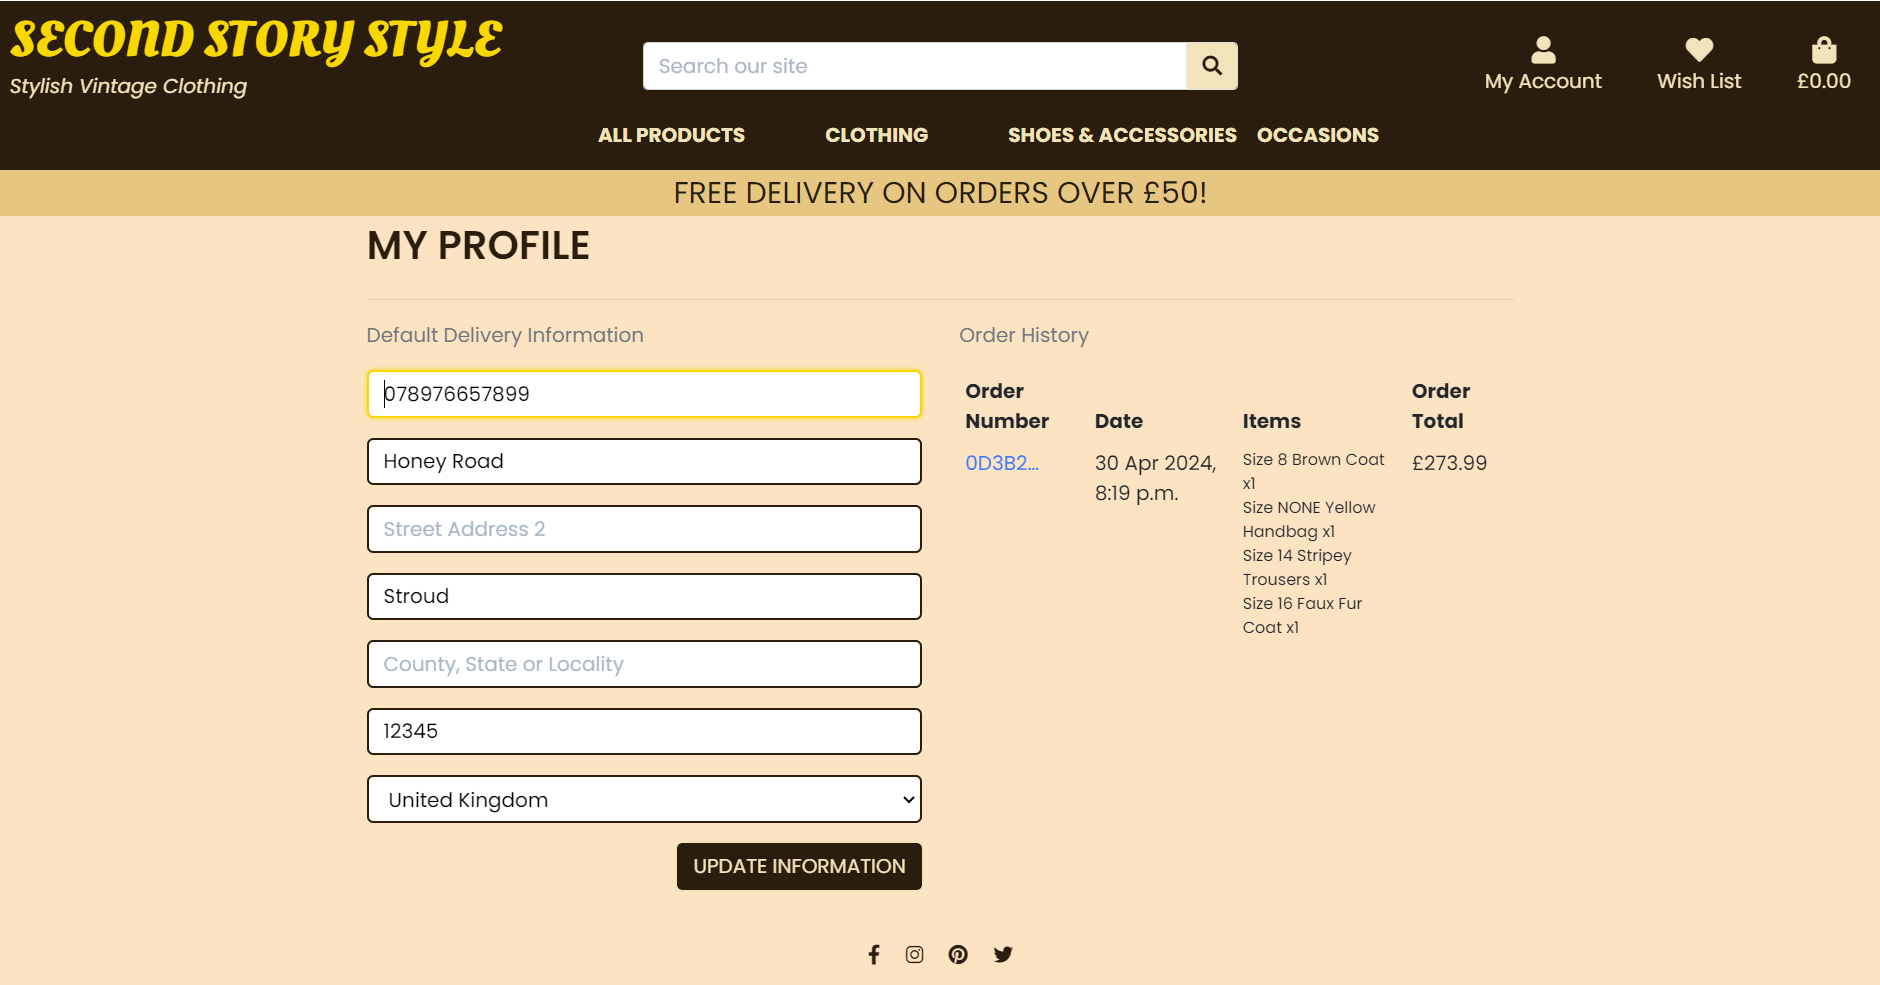 SECOND STORY STYLE
Stylish Vintage Clothing
Search our site
My Account
Wish List
£0.00
ALL PRODUCTS
CLOTHING
SHOES & ACCESSORIES
OCCASIONS
FREE DELIVERY ON ORDERS OVER £50!
MY PROFILE
Default Delivery Information
078976657899
Honey Road
Street Address 2
Stroud
County, State or Locality
12345
United Kingdom
UPDATE INFORMATION
Order History
Order
Number
Date
Items
Order
Total
0D3B2...
30 Apr 2024,
8:19 p.m.
Size 8 Brown Coat
x1
Size NONE Yellow
Handbag x1
Size 14 Stripey
Trousers x1
Size 16 Faux Fur
Coat x1
£273.99